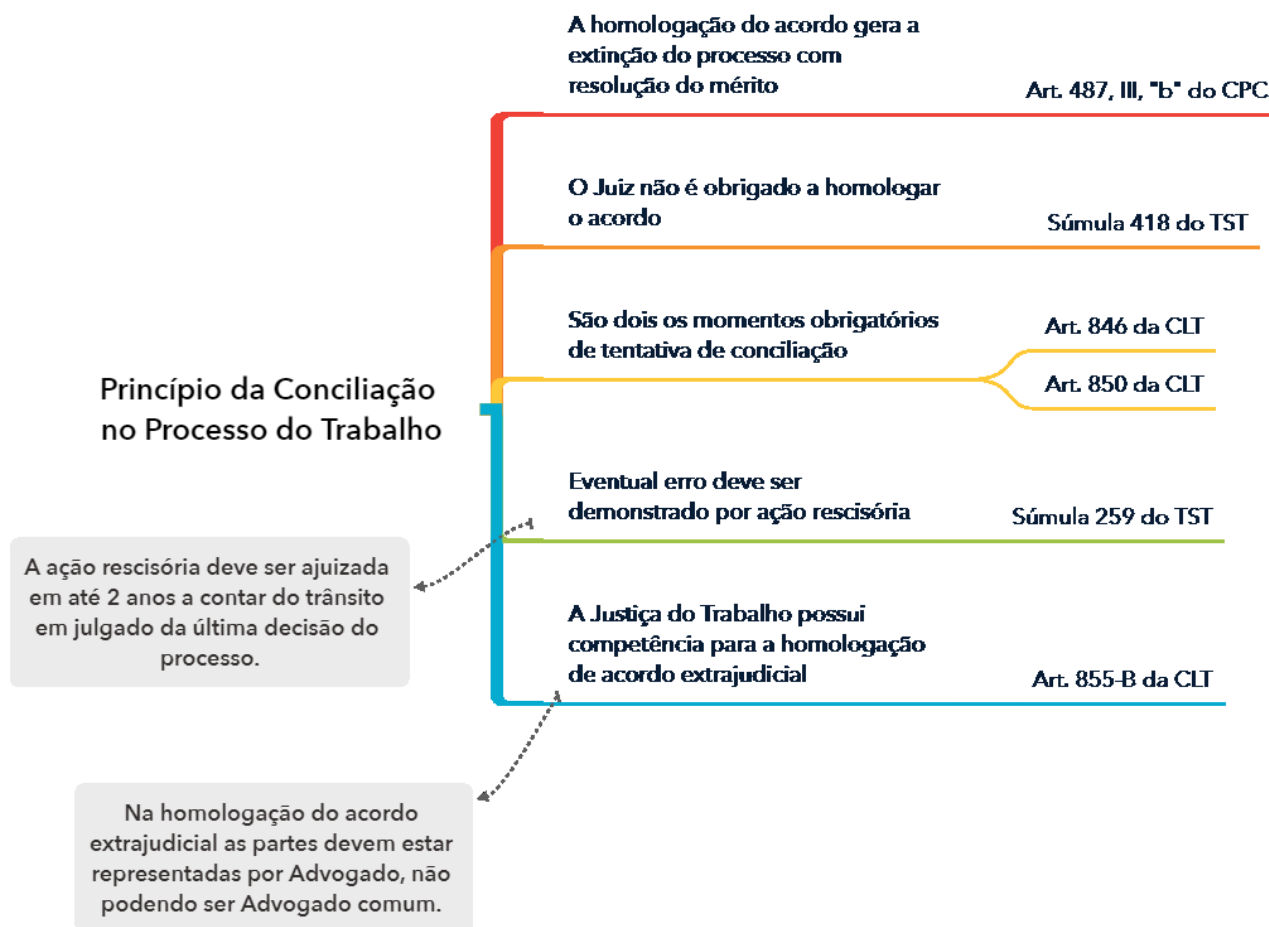 A homologação do acordo gera a
extinção do processo com
resolução do mérito
Art. 487, III, "b" do CPC
O Juiz não é obrigado a homologar
o acordo
Súmula 418 do TST
São dois os momentos obrigatórios
de tentativa de conciliação
Art. 846 da CLT
Art. 850 da CLT
Princípio da Conciliação
no Processo do Trabalho
Eventual erro deve ser
demonstrado por ação rescisória
Súmula 259 do TST
A ação rescisória deve ser ajuizada
em até 2 anos a contar do trânsito
em julgado da última decisão do
processo.
A Justiça do Trabalho possui
competência para a homologação
de acordo extrajudicial
Art. 855-B da CLT
Na homologação do acordo
extrajudicial as partes devem estar
representadas por Advogado, não
podendo ser Advogado comum.